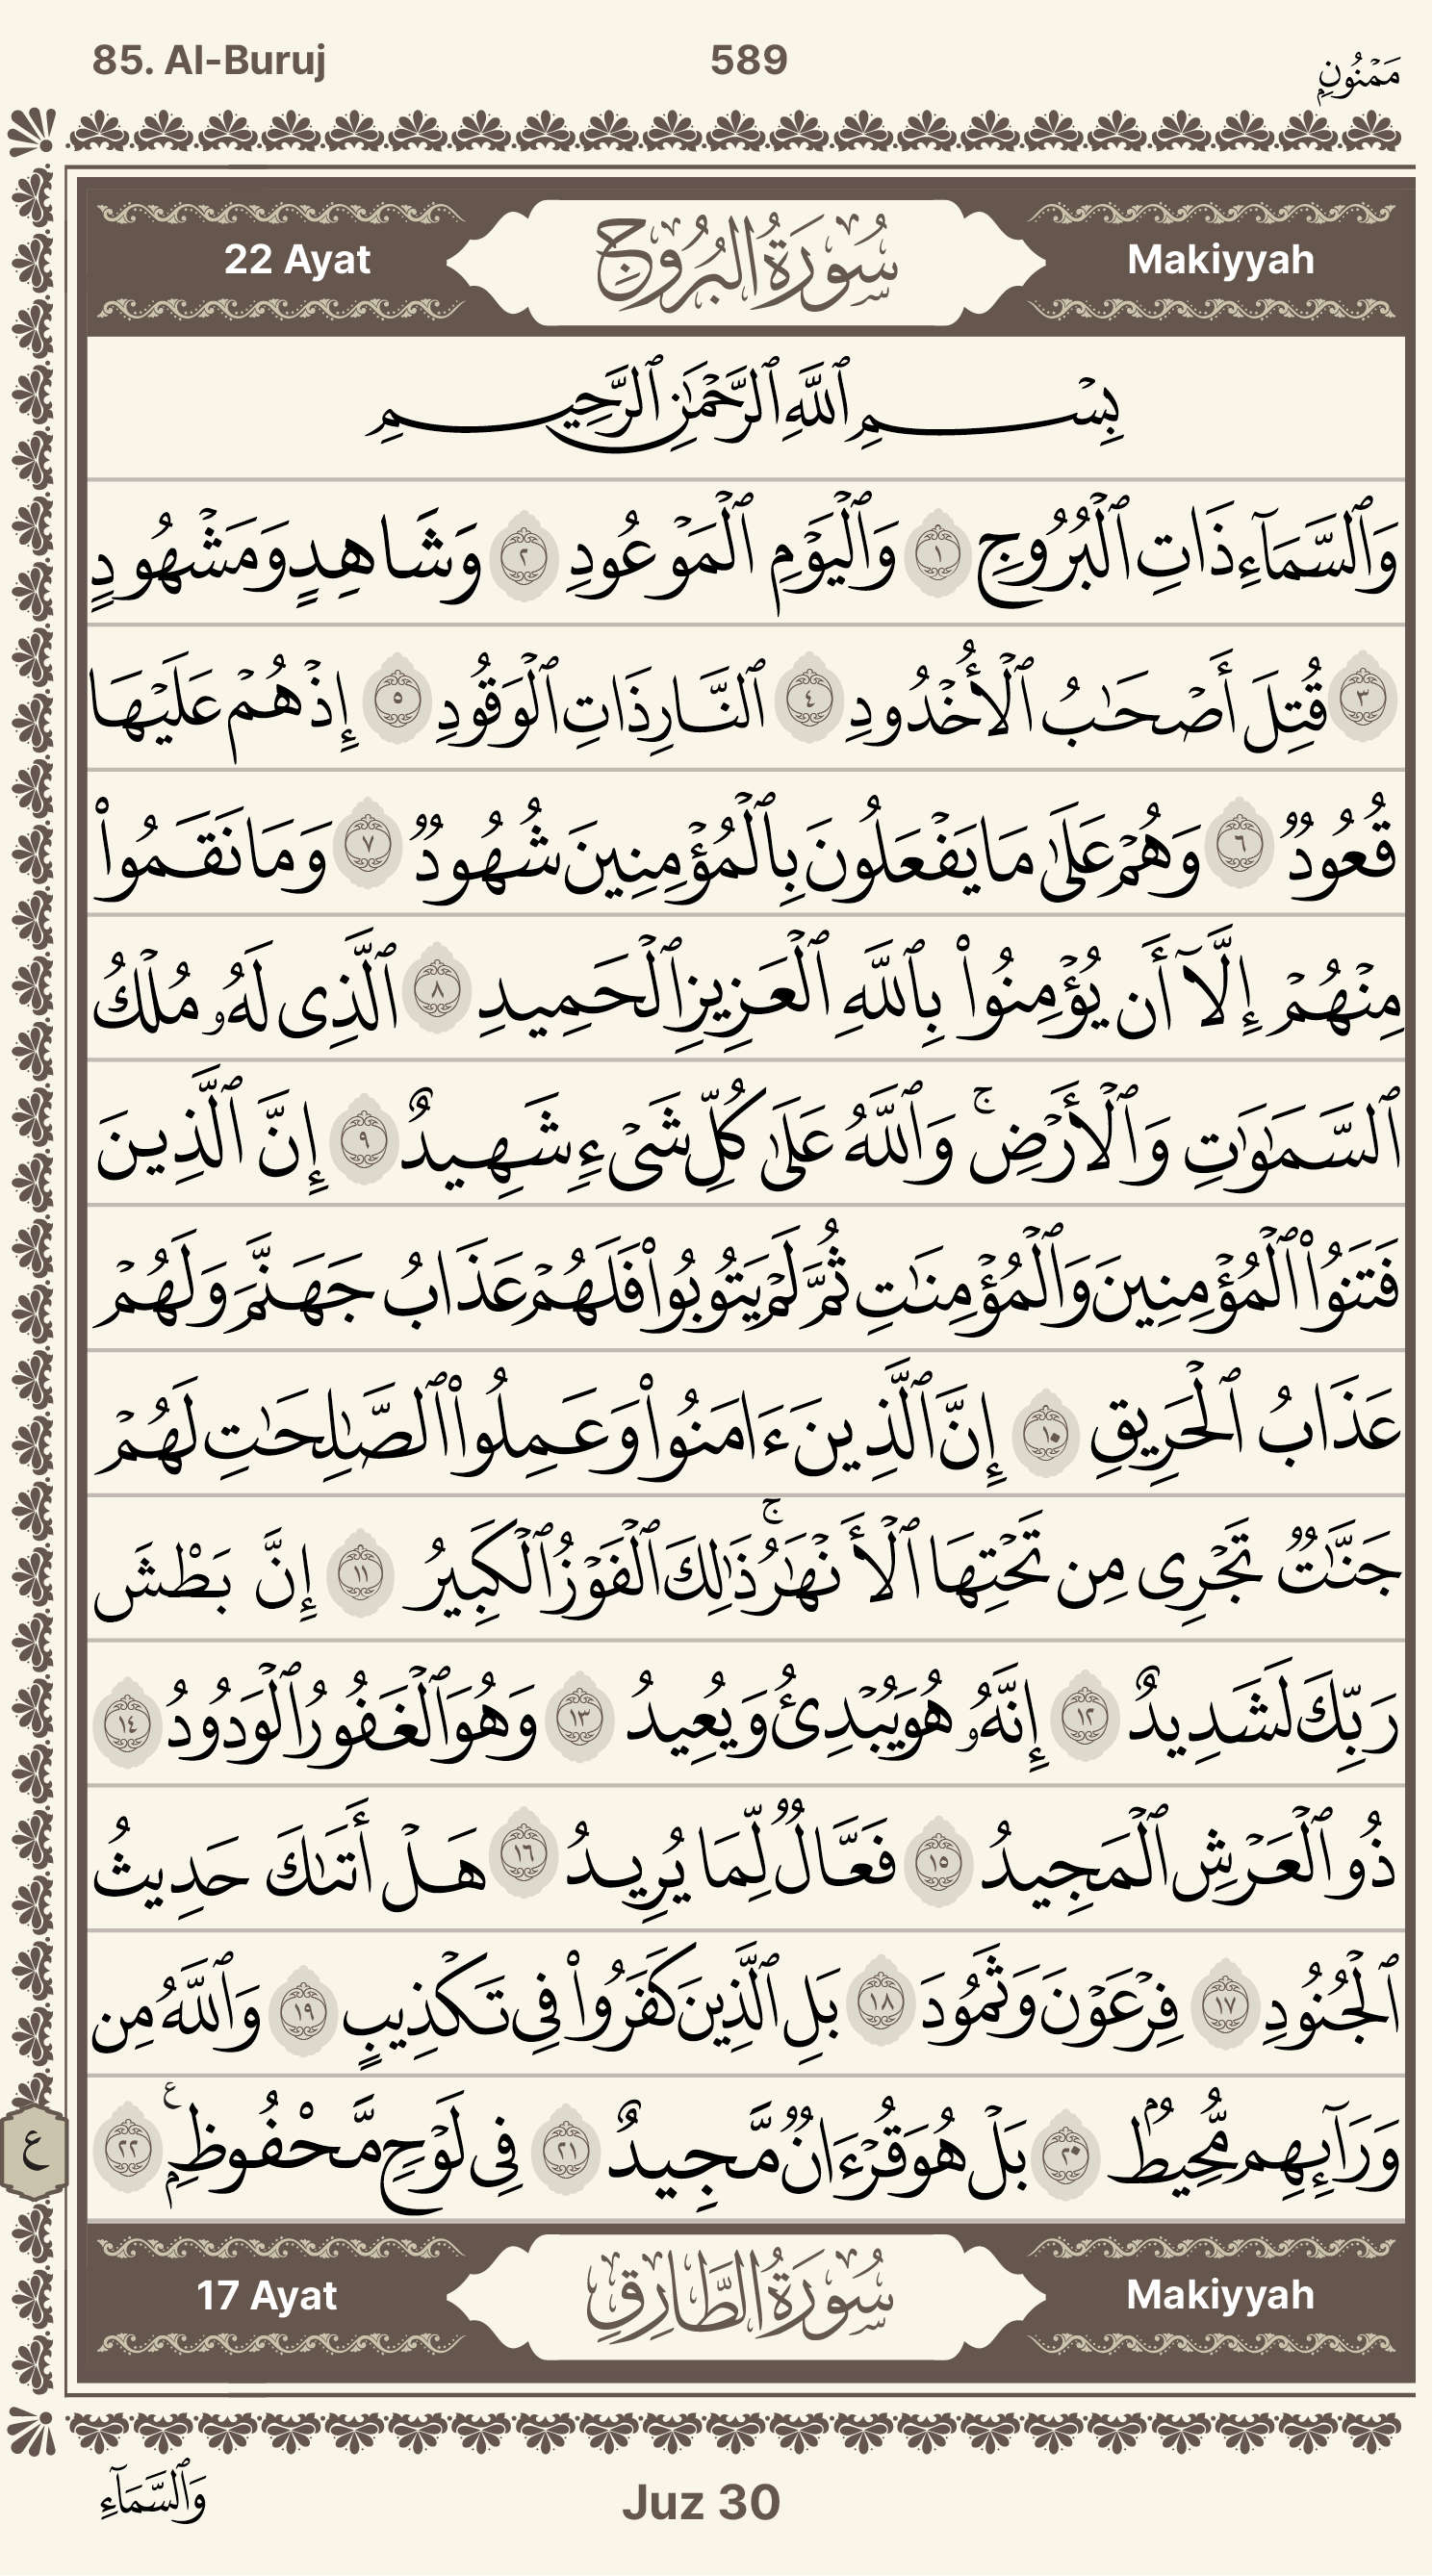 85. Al-Buruj 589 مَمۡنُونٍ
22 Ayat سُورَةُ البُرُوجِ Makiyyah
بِسۡمِ ٱللَّهِ ٱلرَّحۡمَٰنِ ٱلرَّحِيمِ
وَٱلسَّمَآءِ ذَاتِ ٱلۡبُرُوجِ ١ وَٱلۡيَوۡمِ ٱلۡمَوۡعُودِ ٢ وَشَاهِدٖ وَمَشۡهُودٖ
٣ قُتِلَ أَصۡحَٰبُ ٱلۡأُخۡدُودِ ٤ ٱلنَّارِ ذَاتِ ٱلۡوَقُودِ ٥ إِذۡ هُمۡ عَلَيۡهَا
قُعُودٞ ٦ وَهُمۡ عَلَىٰ مَا يَفۡعَلُونَ بِٱلۡمُؤۡمِنِينَ شُهُودٞ ٧ وَمَا نَقَمُواْ
مِنۡهُمۡ إِلَّآ أَن يُؤۡمِنُواْ بِٱللَّهِ ٱلۡعَزِيزِ ٱلۡحَمِيدِ ٨ ٱلَّذِى لَهُۥ مُلۡكُ
ٱلسَّمَٰوَٰتِ وَٱلۡأَرۡضِۚ وَٱللَّهُ عَلَىٰ كُلِّ شَىۡءٖ شَهِيدٌ ٩ إِنَّ ٱلَّذِينَ
فَتَنُواْ ٱلۡمُؤۡمِنِينَ وَٱلۡمُؤۡمِنَٰتِ ثُمَّ لَمۡ يَتُوبُواْ فَلَهُمۡ عَذَابُ جَهَنَّمَ وَلَهُمۡ
عَذَابُ ٱلۡحَرِيقِ ١٠ إِنَّ ٱلَّذِينَ ءَامَنُواْ وَعَمِلُواْ ٱلصَّٰلِحَٰتِ لَهُمۡ
جَنَّٰتٞ تَجۡرِى مِن تَحۡتِهَا ٱلۡأَنۡهَٰرُۚ ذَٰلِكَ ٱلۡفَوۡزُ ٱلۡكَبِيرُ ١١ إِنَّ بَطۡشَ
رَبِّكَ لَشَدِيدٌ ١٢ إِنَّهُۥ هُوَ يُبۡدِئُ وَيُعِيدُ ١٣ وَهُوَ ٱلۡغَفُورُ ٱلۡوَدُودُ ١٤
ذُو ٱلۡعَرۡشِ ٱلۡمَجِيدُ ١٥ فَعَّالٞ لِّمَا يُرِيدُ ١٦ هَلۡ أَتَىٰكَ حَدِيثُ
ٱلۡجُنُودِ ١٧ فِرۡعَوۡنَ وَثَمُودَ ١٨ بَلِ ٱلَّذِينَ كَفَرُواْ فِى تَكۡذِيبٖ ١٩ وَٱللَّهُ مِن
وَرَآئِهِم مُّحِيطُۢ ٢٠ بَلۡ هُوَ قُرۡءَانٞ مَّجِيدٌ ٢١ فِى لَوۡحٖ مَّحۡفُوظِۭ ع ٢٢
ع
17 Ayat سُورَةُ الطَّارِقِ Makiyyah
وَٱلسَّمَآءِ Juz 30